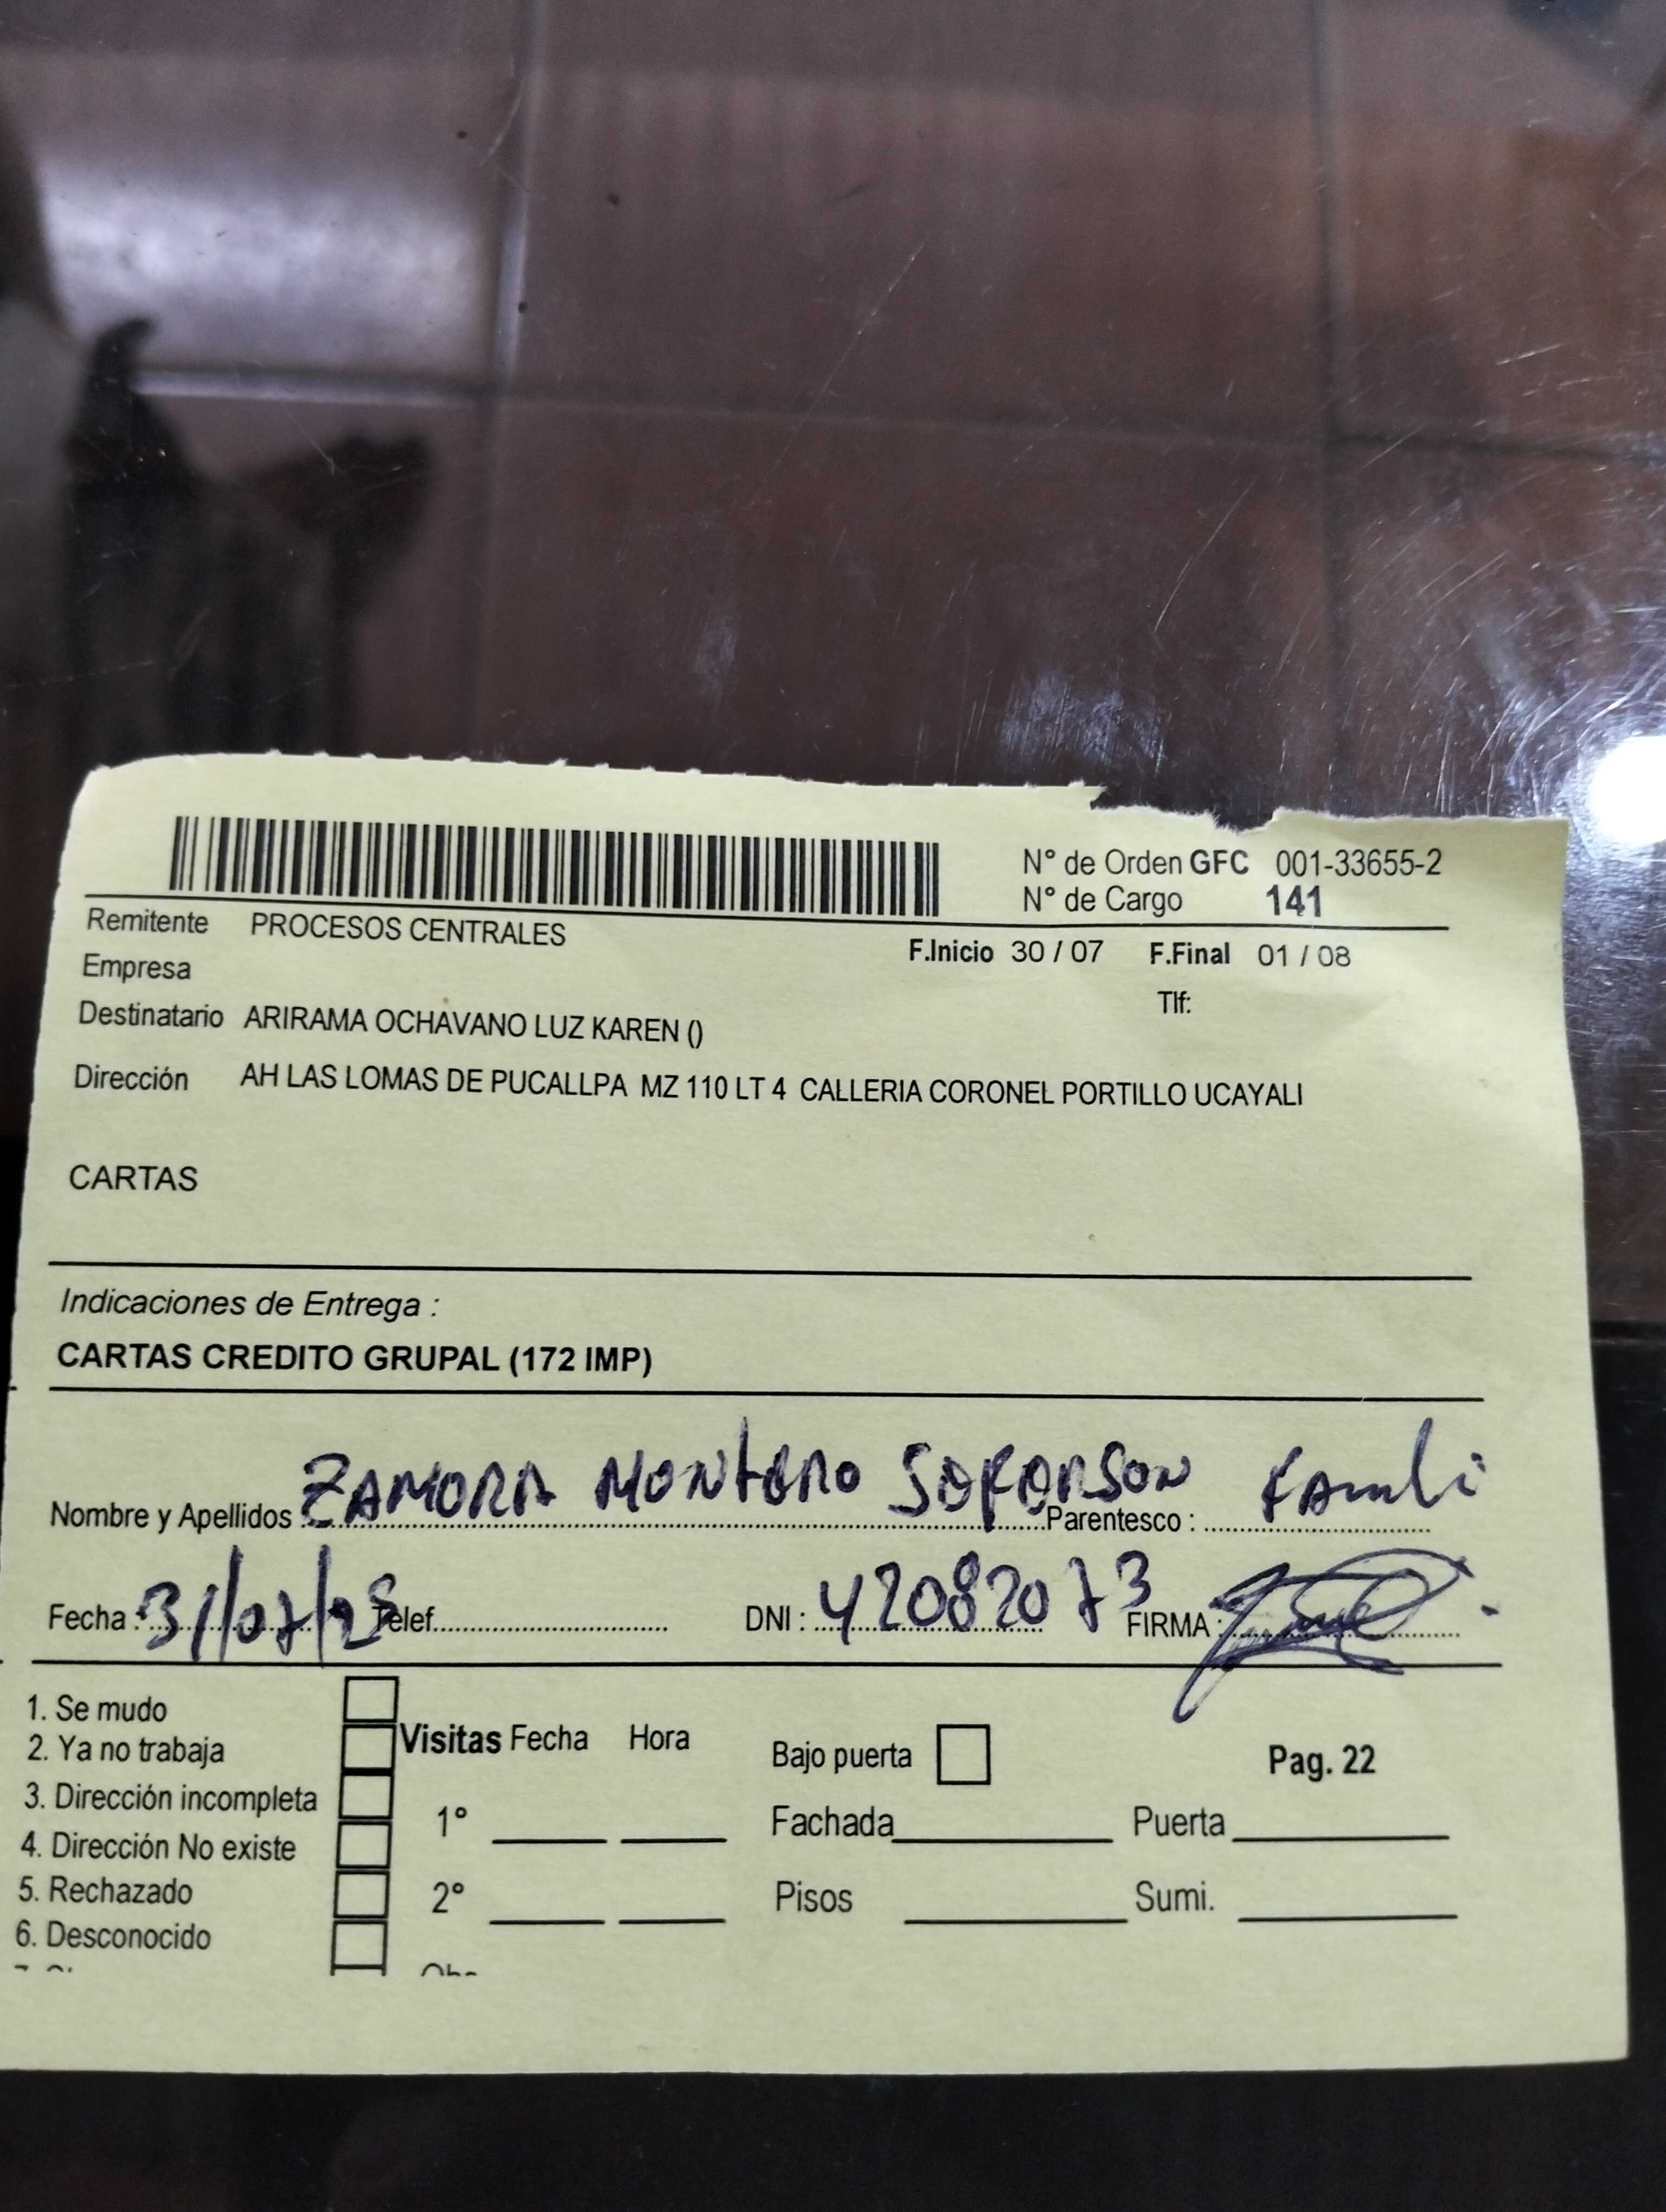 N° de Orden GFC 001-33655-2
N° de Cargo 141
Remitente PROCESOS CENTRALES
F.Inicio 30 / 07 F.Final 01 / 08
Empresa
Tlf:
Destinatario ARIRAMA OCHAVANO LUZ KAREN ()
Dirección AH LAS LOMAS DE PUCALLPA MZ 110 LT 4 CALLERIA CORONEL PORTILLO UCAYALI
CARTAS
Indicaciones de Entrega :
CARTAS CREDITO GRUPAL (172 IMP)
Nombre y Apellidos : ZAMORA MONTERO Parentesco : Famili
Fecha : 31/07/25 Telef. DNI : 42082073 FIRMA :
1. Se mudo
2. Ya no trabaja
3. Dirección incompleta
4. Dirección No existe
5. Rechazado
6. Desconocido
Visitas Fecha Hora
1°
2°
Bajo puerta
Pag. 22
Fachada Puerta
Pisos Sumi.